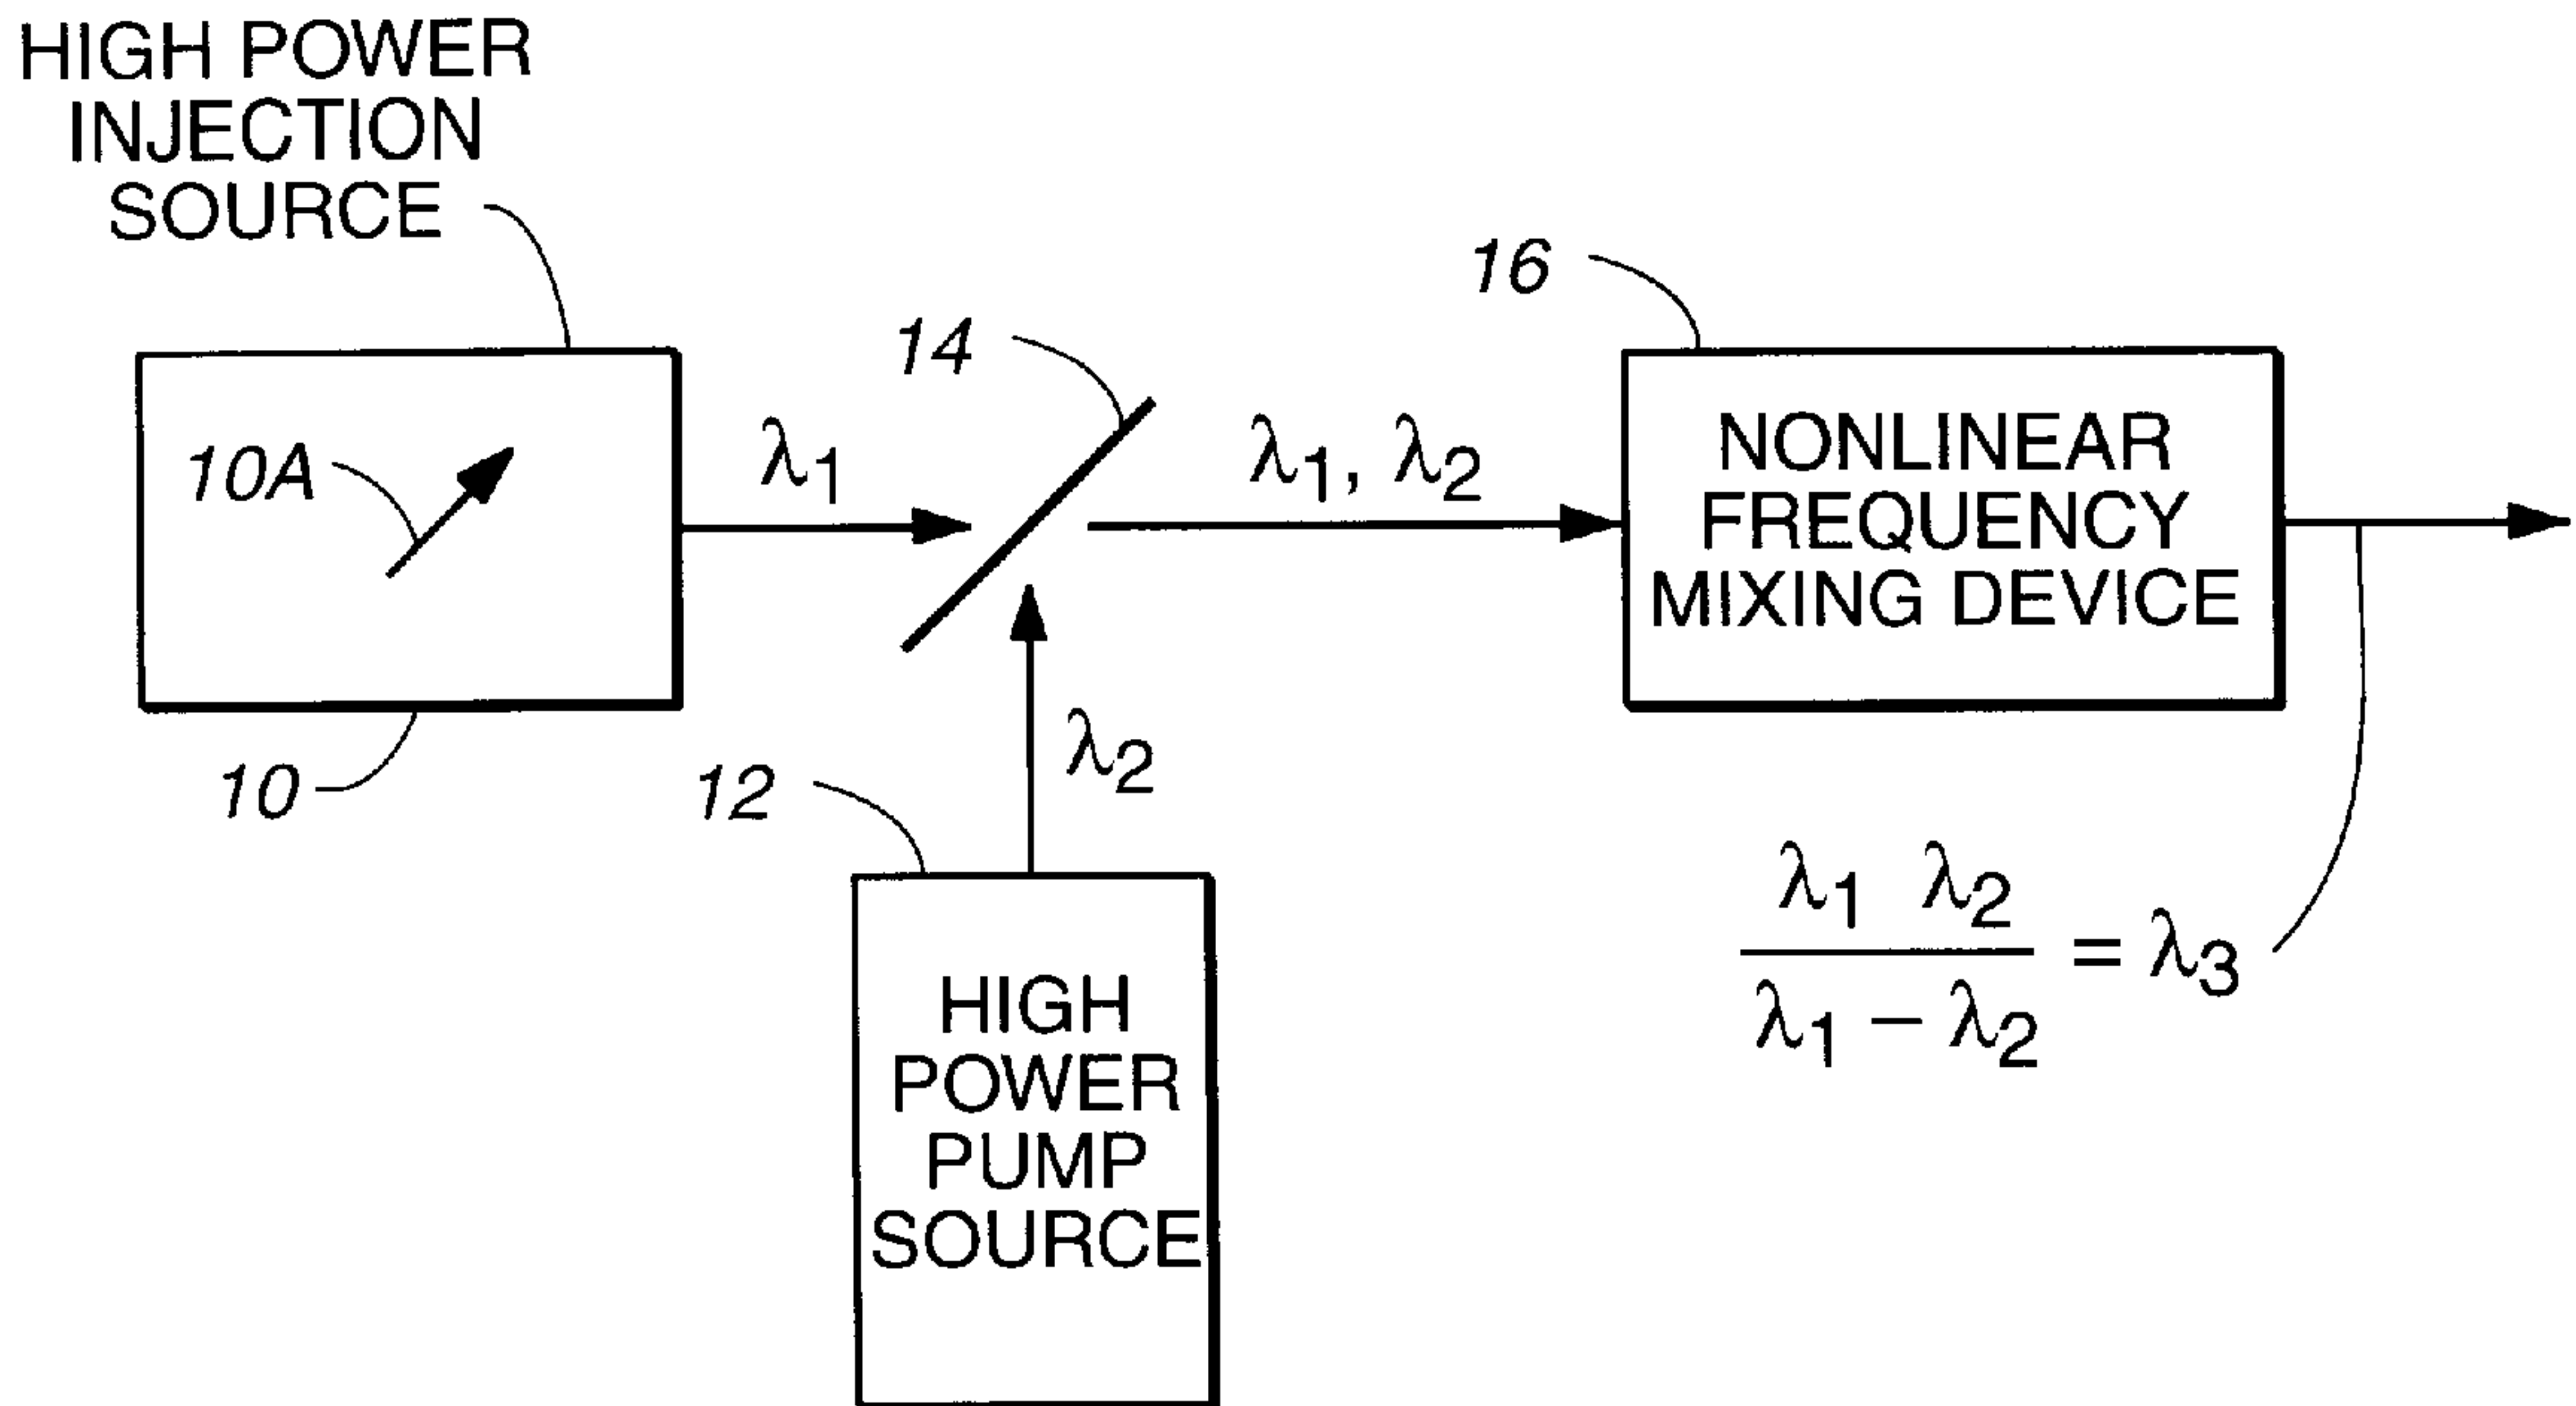 HIGH POWER
INJECTION
SOURCE
10A
10
λ1
14
λ1, λ2
16
NONLINEAR
FREQUENCY
MIXING DEVICE
λ2
12
HIGH
POWER
PUMP
SOURCE
λ1 λ2
λ1 – λ2
= λ3